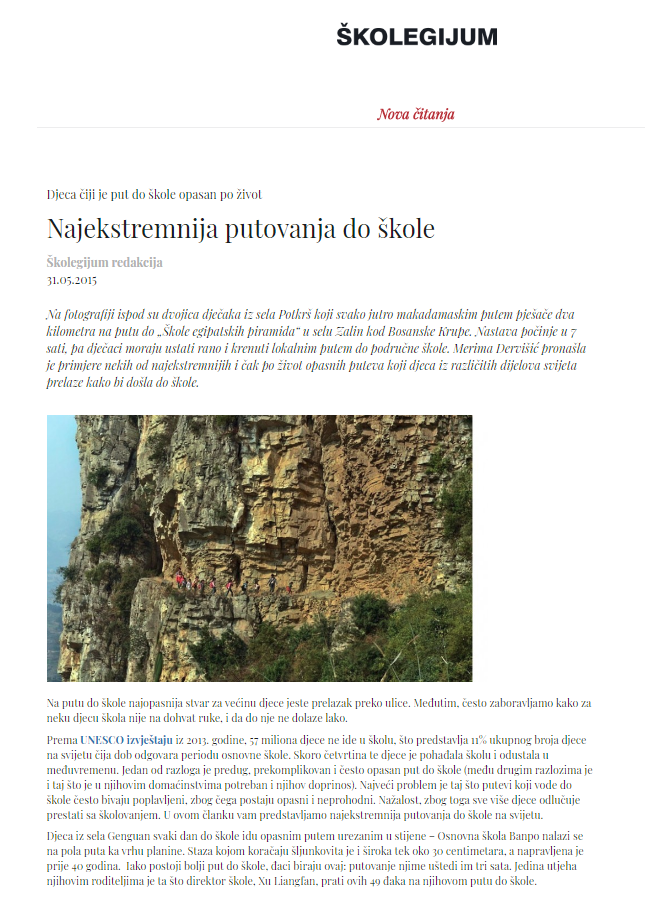 ŠKOLEGIJUM
Nova čitanja
Djeca čiji je put do škole opasan po život
Najekstremnija putovanja do škole
Školegijum redakcija
31.05.2015
Na fotografiji ispod su dvojica dječaka iz sela Potkrš koji svako jutro makadamaskim putem pješače dva
kilometra na putu do „Škole egipatskih piramida“ u selu Zalin kod Bosanske Krupe. Nastava počinje u 7
sati, pa dječaci moraju ustati rano i krenuti lokalnim putem do područne škole. Merima Dervišić pronašla
je primjere nekih od najekstremnijih i čak po život opasnih puteva koji djeca iz različitih dijelova svijeta
prelaze kako bi došla do škole.
Na putu do škole najopasnija stvar za većinu djece jeste prelazak preko ulice. Međutim, često zaboravljamo kako za
neku djecu škola nije na dohvat ruke, i da do nje ne dolaze lako.
Prema UNESCO izvještaju iz 2013. godine, 57 miliona djece ne ide u školu, što predstavlja 11% ukupnog broja djece
na svijetu čija dob odgovara periodu osnovne škole. Skoro četvrtina te djece je pohađala školu i odustala u
međuvremenu. Jedan od razloga je predug, prekomplikovan i često opasan put do škole (među drugim razlozima je
i taj što je u njihovim domaćinstvima potreban i njihov doprinos). Najveći problem je taj što putevi koji vode do
škole često bivaju poplavljeni, zbog čega postaju opasni i neprohodni. Nažalost, zbog toga sve više djece odlučuje
prestati sa školovanjem. U ovom članku vam predstavljamo najekstremnija putovanja do škole na svijetu.
Djeca iz sela Genguan svaki dan do škole idu opasnim putem urezanim u stijene – Osnovna škola Banpo nalazi se
na pola puta ka vrhu planine. Staza kojom koračaju šljunkovita je i široka tek oko 30 centimetara, a napravljena je
prije 40 godina. Iako postoji bolji put do škole, đaci biraju ovaj: putovanje njime uštedi im tri sata. Jedina utjeha
njihovim roditeljima je ta što direktor škole, Xu Liangfan, prati ovih 49 đaka na njihovom putu do škole.